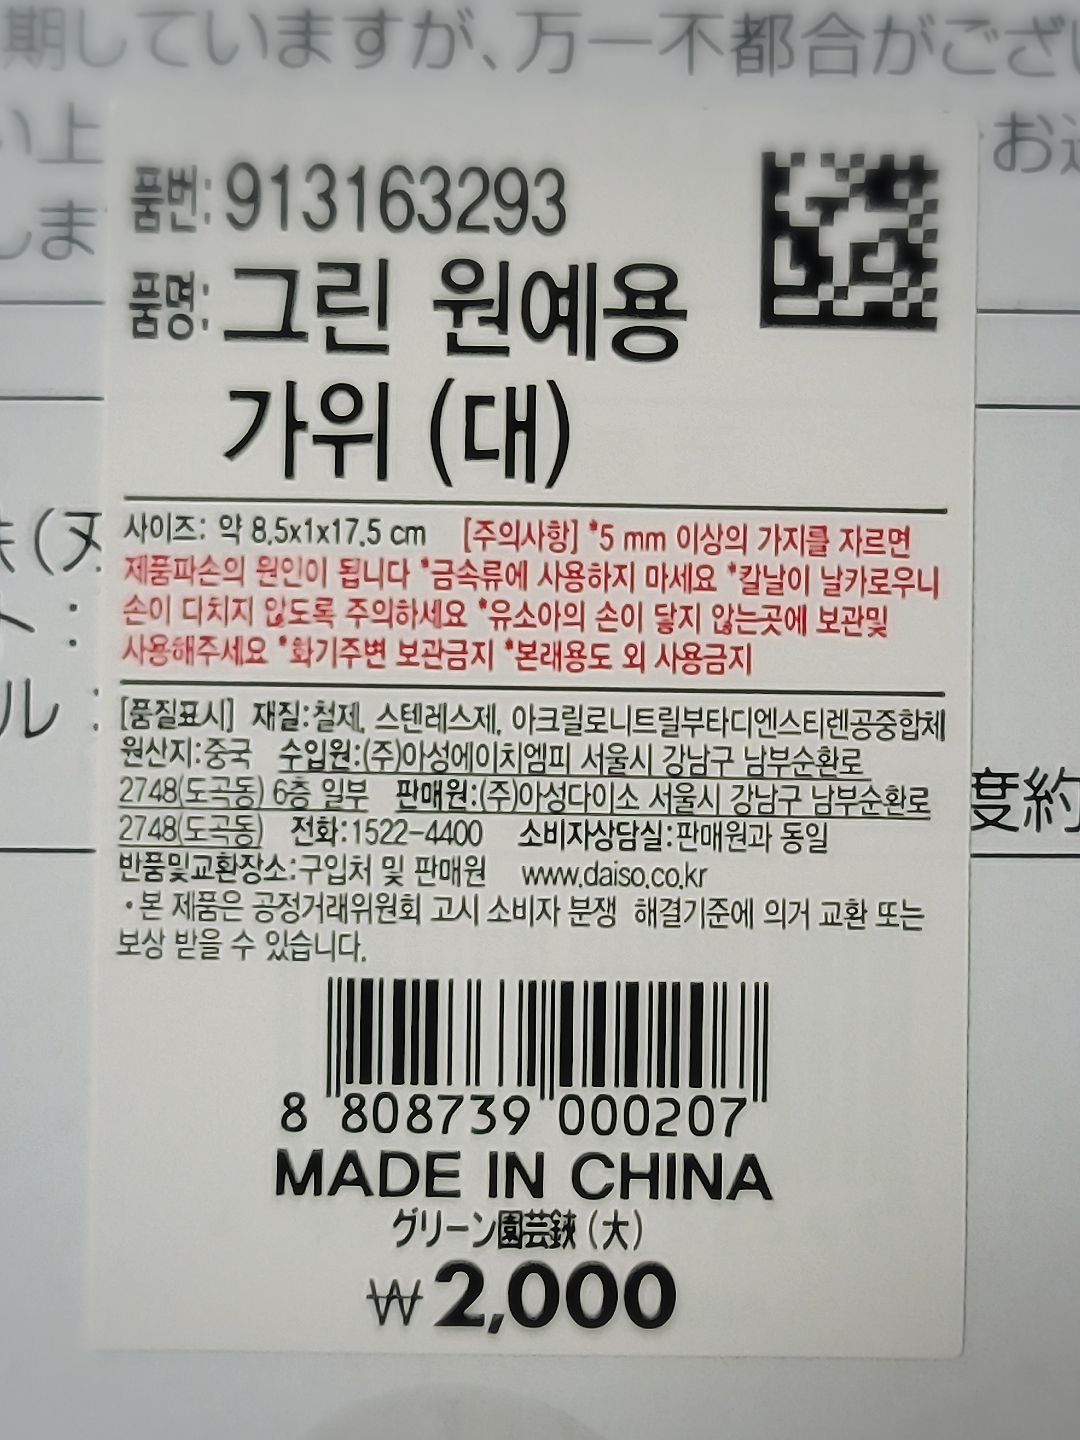 期していますが、万一不都合がござい
い上
お送
しま
品번: 913163293
품명: 그린 원예용
가위 (대)
사이즈: 약 8.5x1x17.5 cm [주의사항] *5 mm 이상의 가지를 자르면
제품파손의 원인이 됩니다 *금속류에 사용하지 마세요 *칼날이 날카로우니
손이 다치지 않도록 주의하세요 *유소아의 손이 닿지 않는곳에 보관및
사용해주세요 *화기주변 보관금지 *본래용도 외 사용금지
[품질표시] 재질:철제, 스텐레스제, 아크릴로니트릴부타디엔스티렌공중합체
원산지:중국 수입원:(주)아성에이치엠피 서울시 강남구 남부순환로
2748(도곡동) 6층 일부 판매원:(주)아성다이소 서울시 강남구 남부순환로
2748(도곡동) 전화:1522-4400 소비자상담실:판매원과 동일
반품및교환장소:구입처 및 판매원 www.daiso.co.kr
•본 제품은 공정거래위원회 고시 소비자 분쟁 해결기준에 의거 교환 또는
보상 받을 수 있습니다.
度約
8 808739 000207
MADE IN CHINA
グリーン園芸鋏(大)
₩2,000